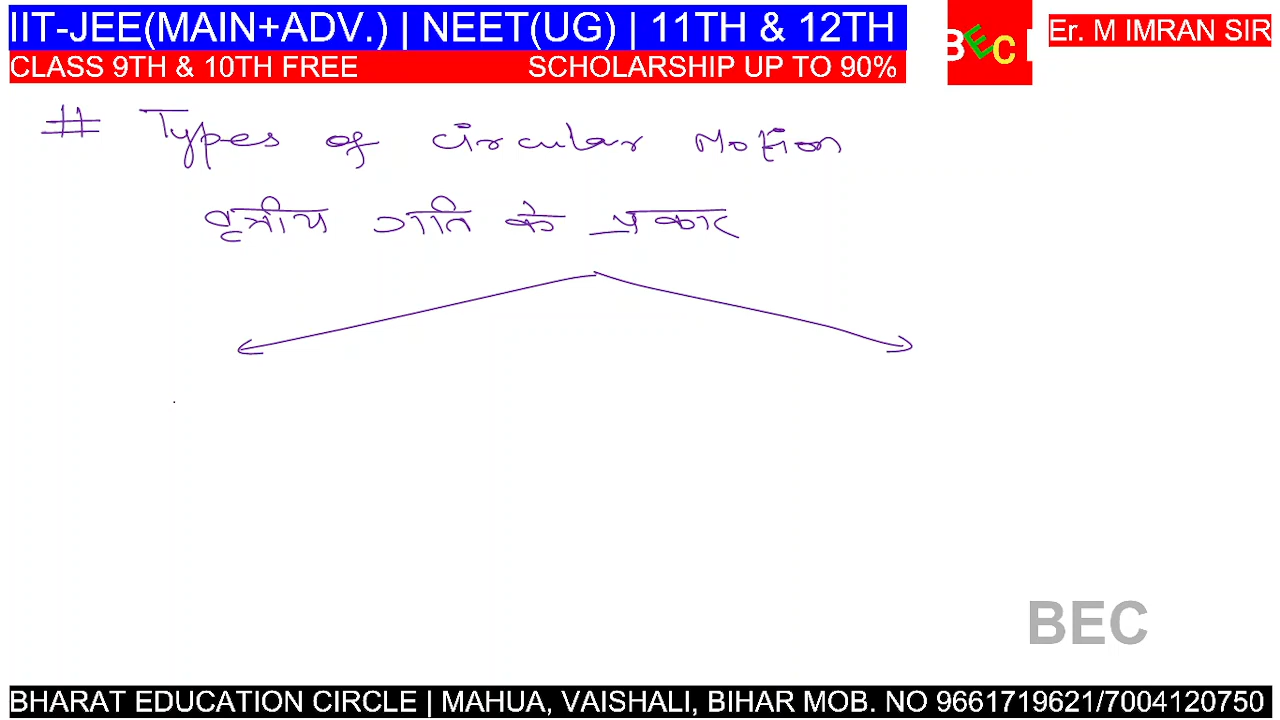 IIT-JEE(MAIN+ADV.) | NEET(UG) | 11TH & 12TH
CLASS 9TH & 10TH FREE SCHOLARSHIP UP TO 90%
BEC
Er. M IMRAN SIR
# Types of circular Motion
वृत्तीय गति के प्रकार
BEC
BHARAT EDUCATION CIRCLE | MAHUA, VAISHALI, BIHAR MOB. NO 9661719621/7004120750